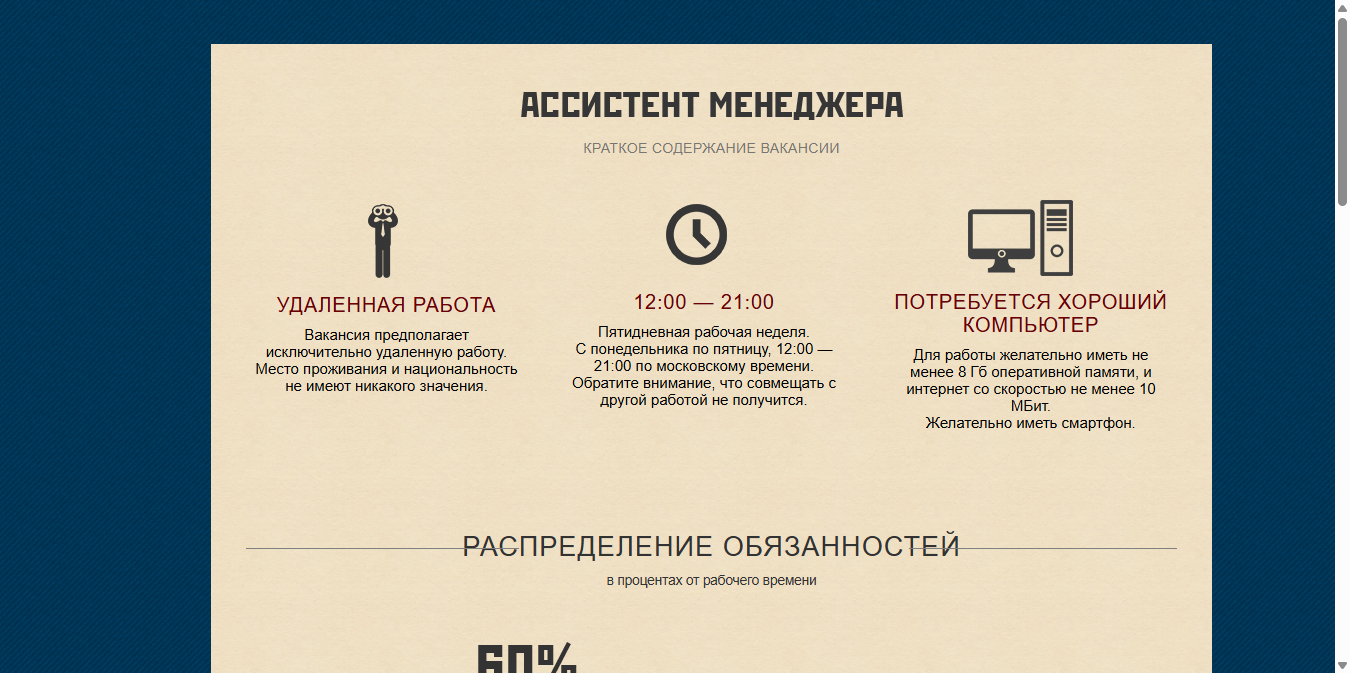 АССИСТЕНТ МЕНЕДЖЕРА
КРАТКОЕ СОДЕРЖАНИЕ ВАКАНСИИ
УДАЛЕННАЯ РАБОТА
Вакансия предполагает
исключительно удаленную работу.
Место проживания и национальность
не имеют никакого значения.
12:00 — 21:00
Пятидневная рабочая неделя.
С понедельника по пятницу, 12:00 —
21:00 по московскому времени.
Обратите внимание, что совмещать с
другой работой не получится.
ПОТРЕБУЕТСЯ ХОРОШИЙ
КОМПЬЮТЕР
Для работы желательно иметь не
менее 8 Гб оперативной памяти, и
интернет со скоростью не менее 10
МБит.
Желательно иметь смартфон.
РАСПРЕДЕЛЕНИЕ ОБЯЗАННОСТЕЙ
в процентах от рабочего времени
60%